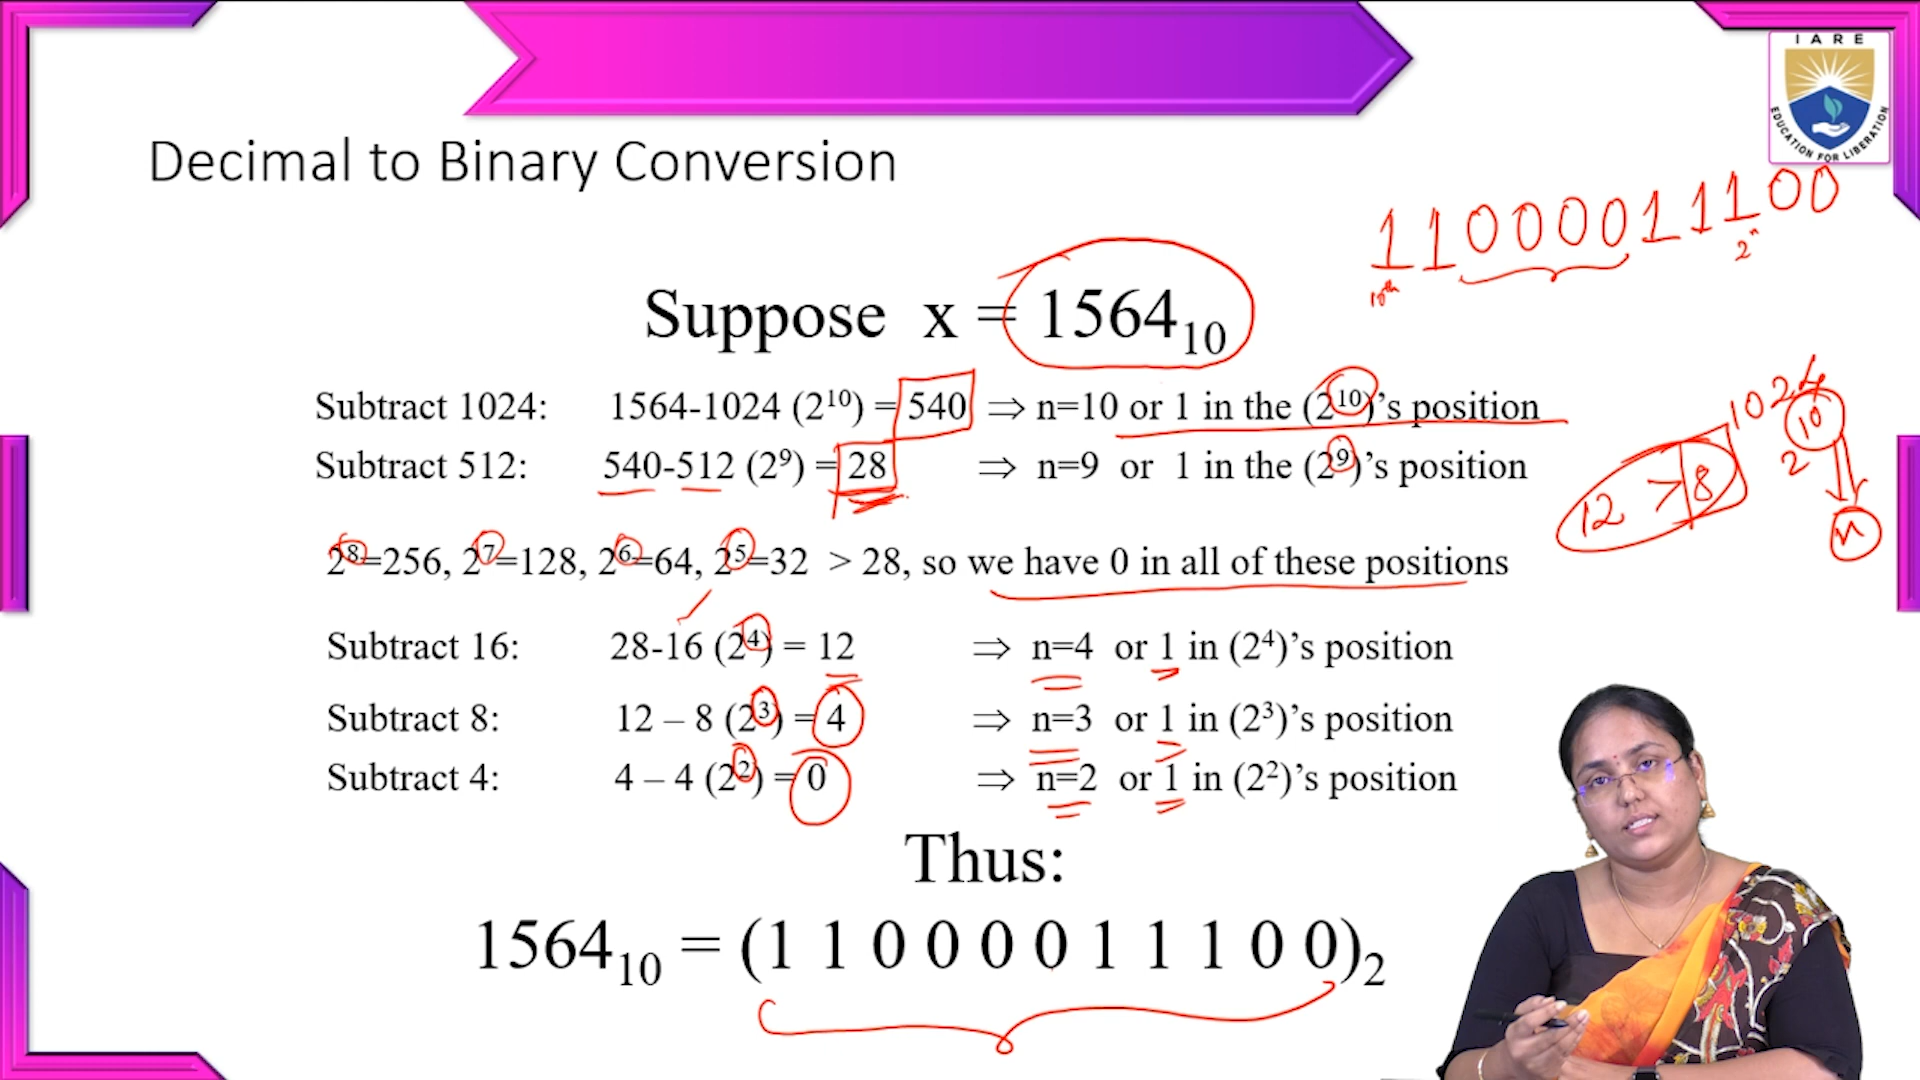 IARE
EDUCATION FOR LIBERATION
Decimal to Binary Conversion
11000011100
10th
2
Suppose x = 1564₁₀
Subtract 1024: 1564-1024 (2¹⁰) = 540 ⇒ n=10 or 1 in the (2¹⁰)'s position
1024
Subtract 512: 540-512 (2⁹) = 28 ⇒ n=9 or 1 in the (2⁹)'s position
2¹⁰
12 > 8
n
2⁸=256, 2⁷=128, 2⁶=64, 2⁵=32 > 28, so we have 0 in all of these positions
Subtract 16: 28-16 (2⁴) = 12 ⇒ n=4 or 1 in (2⁴)'s position
Subtract 8: 12 – 8 (2³) = 4 ⇒ n=3 or 1 in (2³)'s position
Subtract 4: 4 – 4 (2²) = 0 ⇒ n=2 or 1 in (2²)'s position
Thus:
1564₁₀ = (1 1 0 0 0 0 1 1 1 0 0)₂